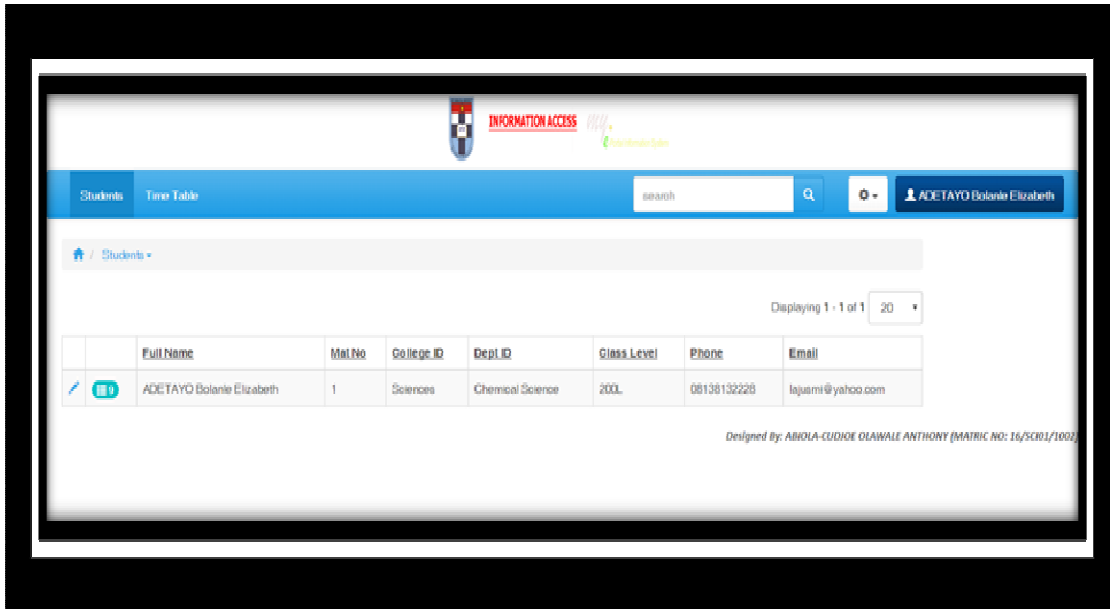 INFORMATION ACCESS
Students Time Table search ADETAYO Bolanle Elizabeth
/ Students
Displaying 1 - 1 of 1 20
Full Name Mat No College ID Dept ID Class Level Phone Email
9 ADETAYO Bolanle Elizabeth 1 Sciences Chemical Science 200L 08138132228 lajusmi@yahoo.com
Designed By: ABIOLA-CUDJOE OLAWALE ANTHONY (MATRIC NO: 16/SCI01/1002)